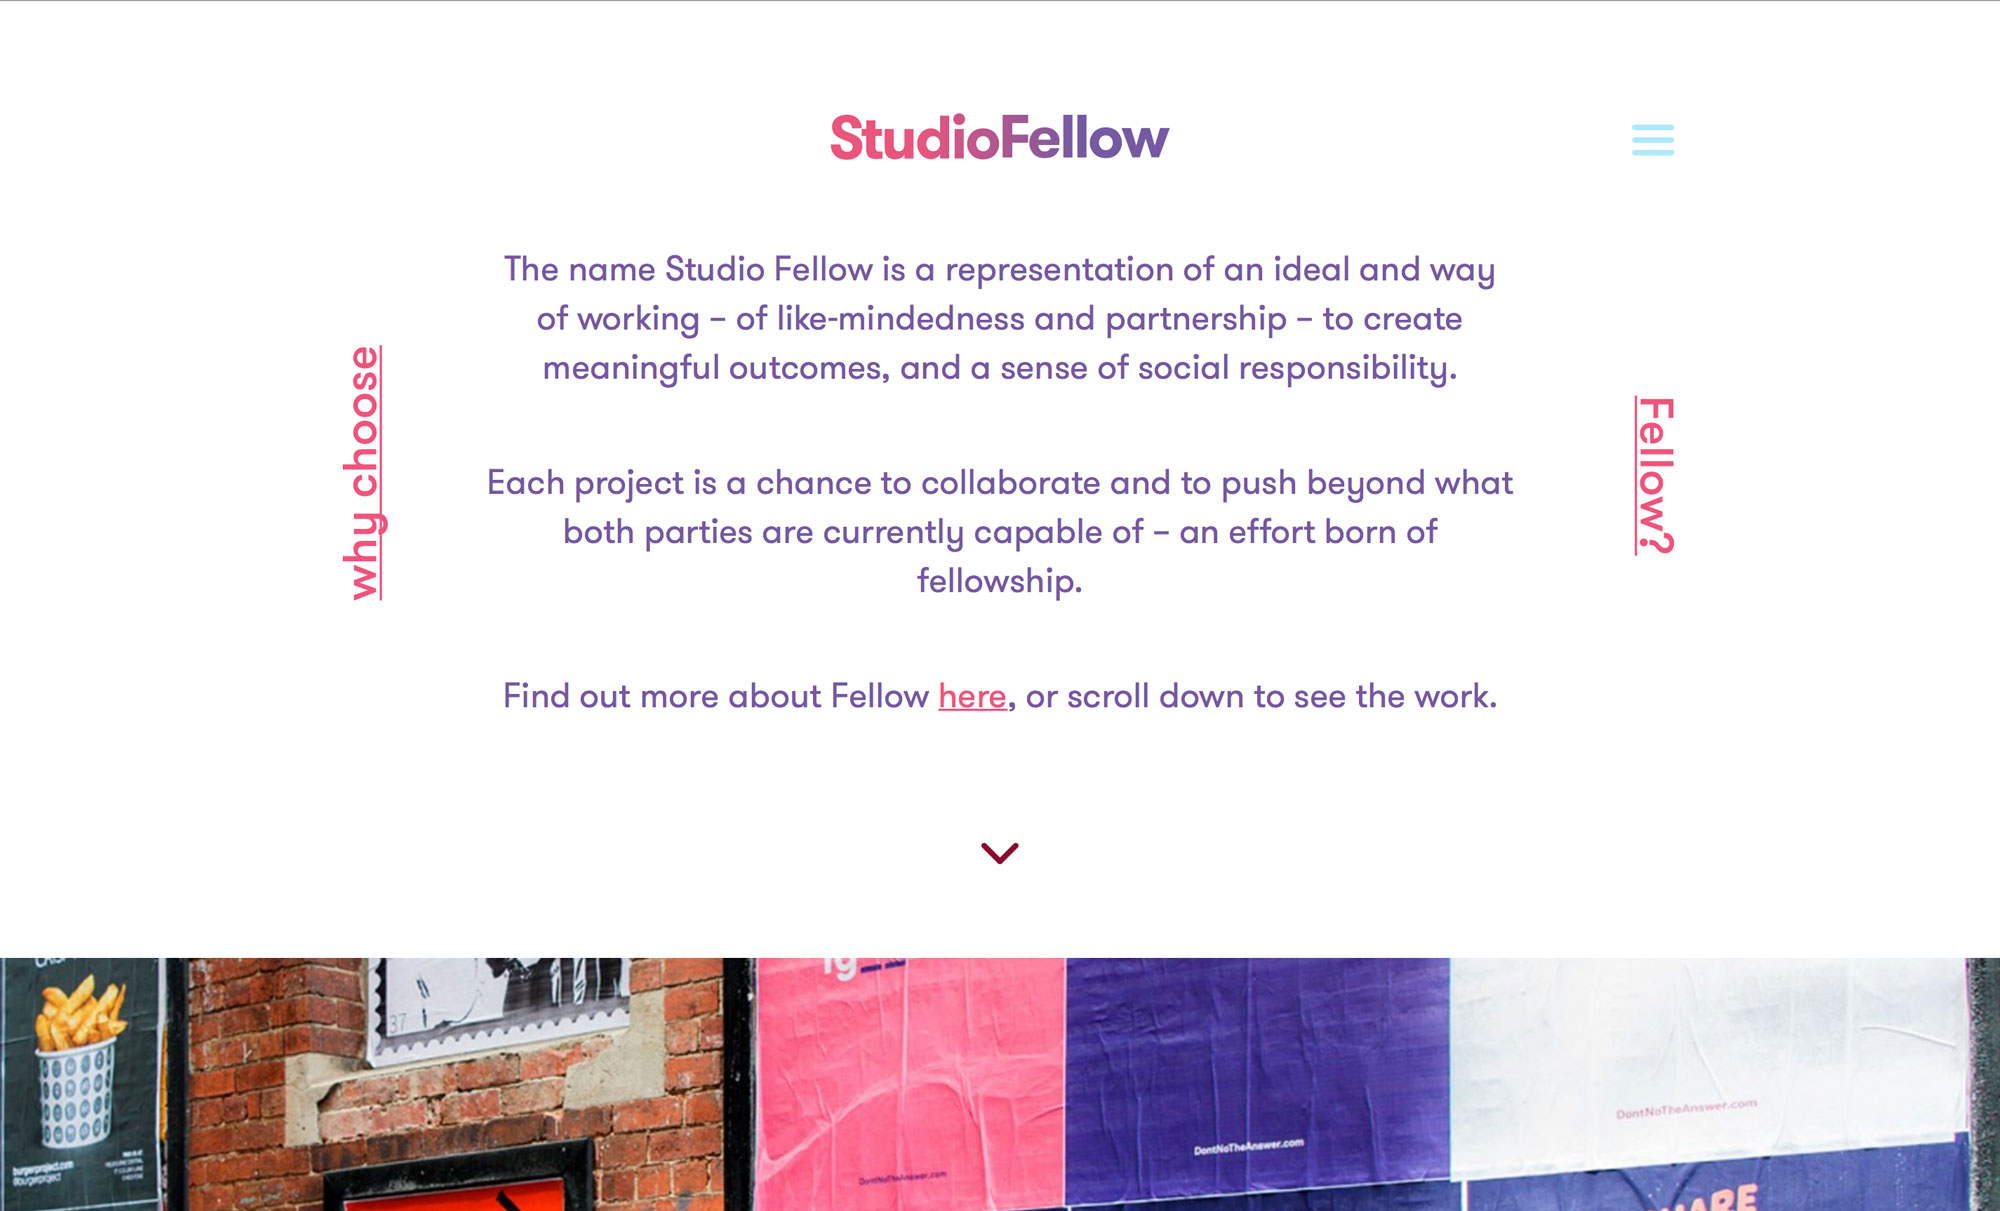 StudioFellow
The name Studio Fellow is a representation of an ideal and way
of working – of like-mindedness and partnership – to create
meaningful outcomes, and a sense of social responsibility.
why choose
Fellow?
Each project is a chance to collaborate and to push beyond what
both parties are currently capable of – an effort born of
fellowship.
Find out more about Fellow here, or scroll down to see the work.
37
burgerproject.com
@burgerproject
DontNoTheAnswer.com
DontNoTheAnswer.com
DontNoTheAnswer.com